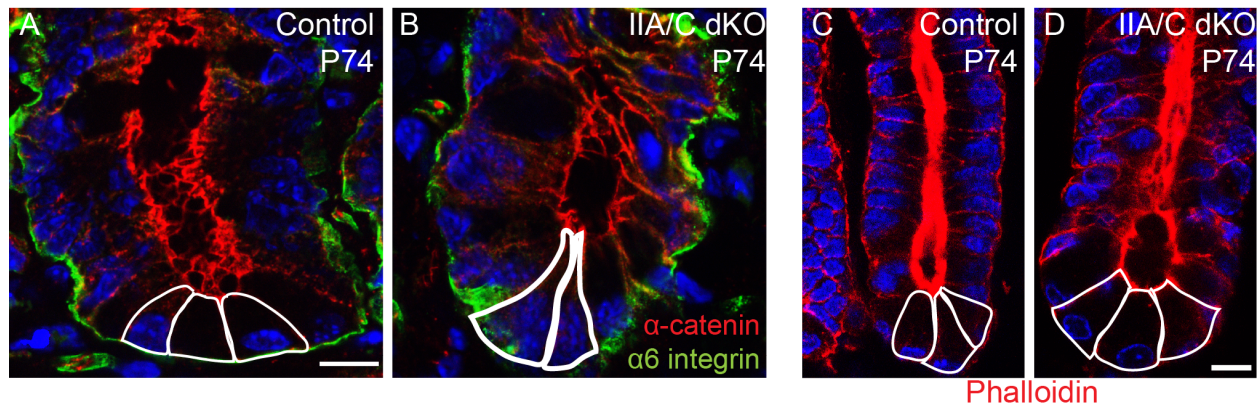 A
Control
P74
B
IIA/C dKO
P74
α-catenin
α6 integrin
C
Control
P74
D
IIA/C dKO
P74
Phalloidin